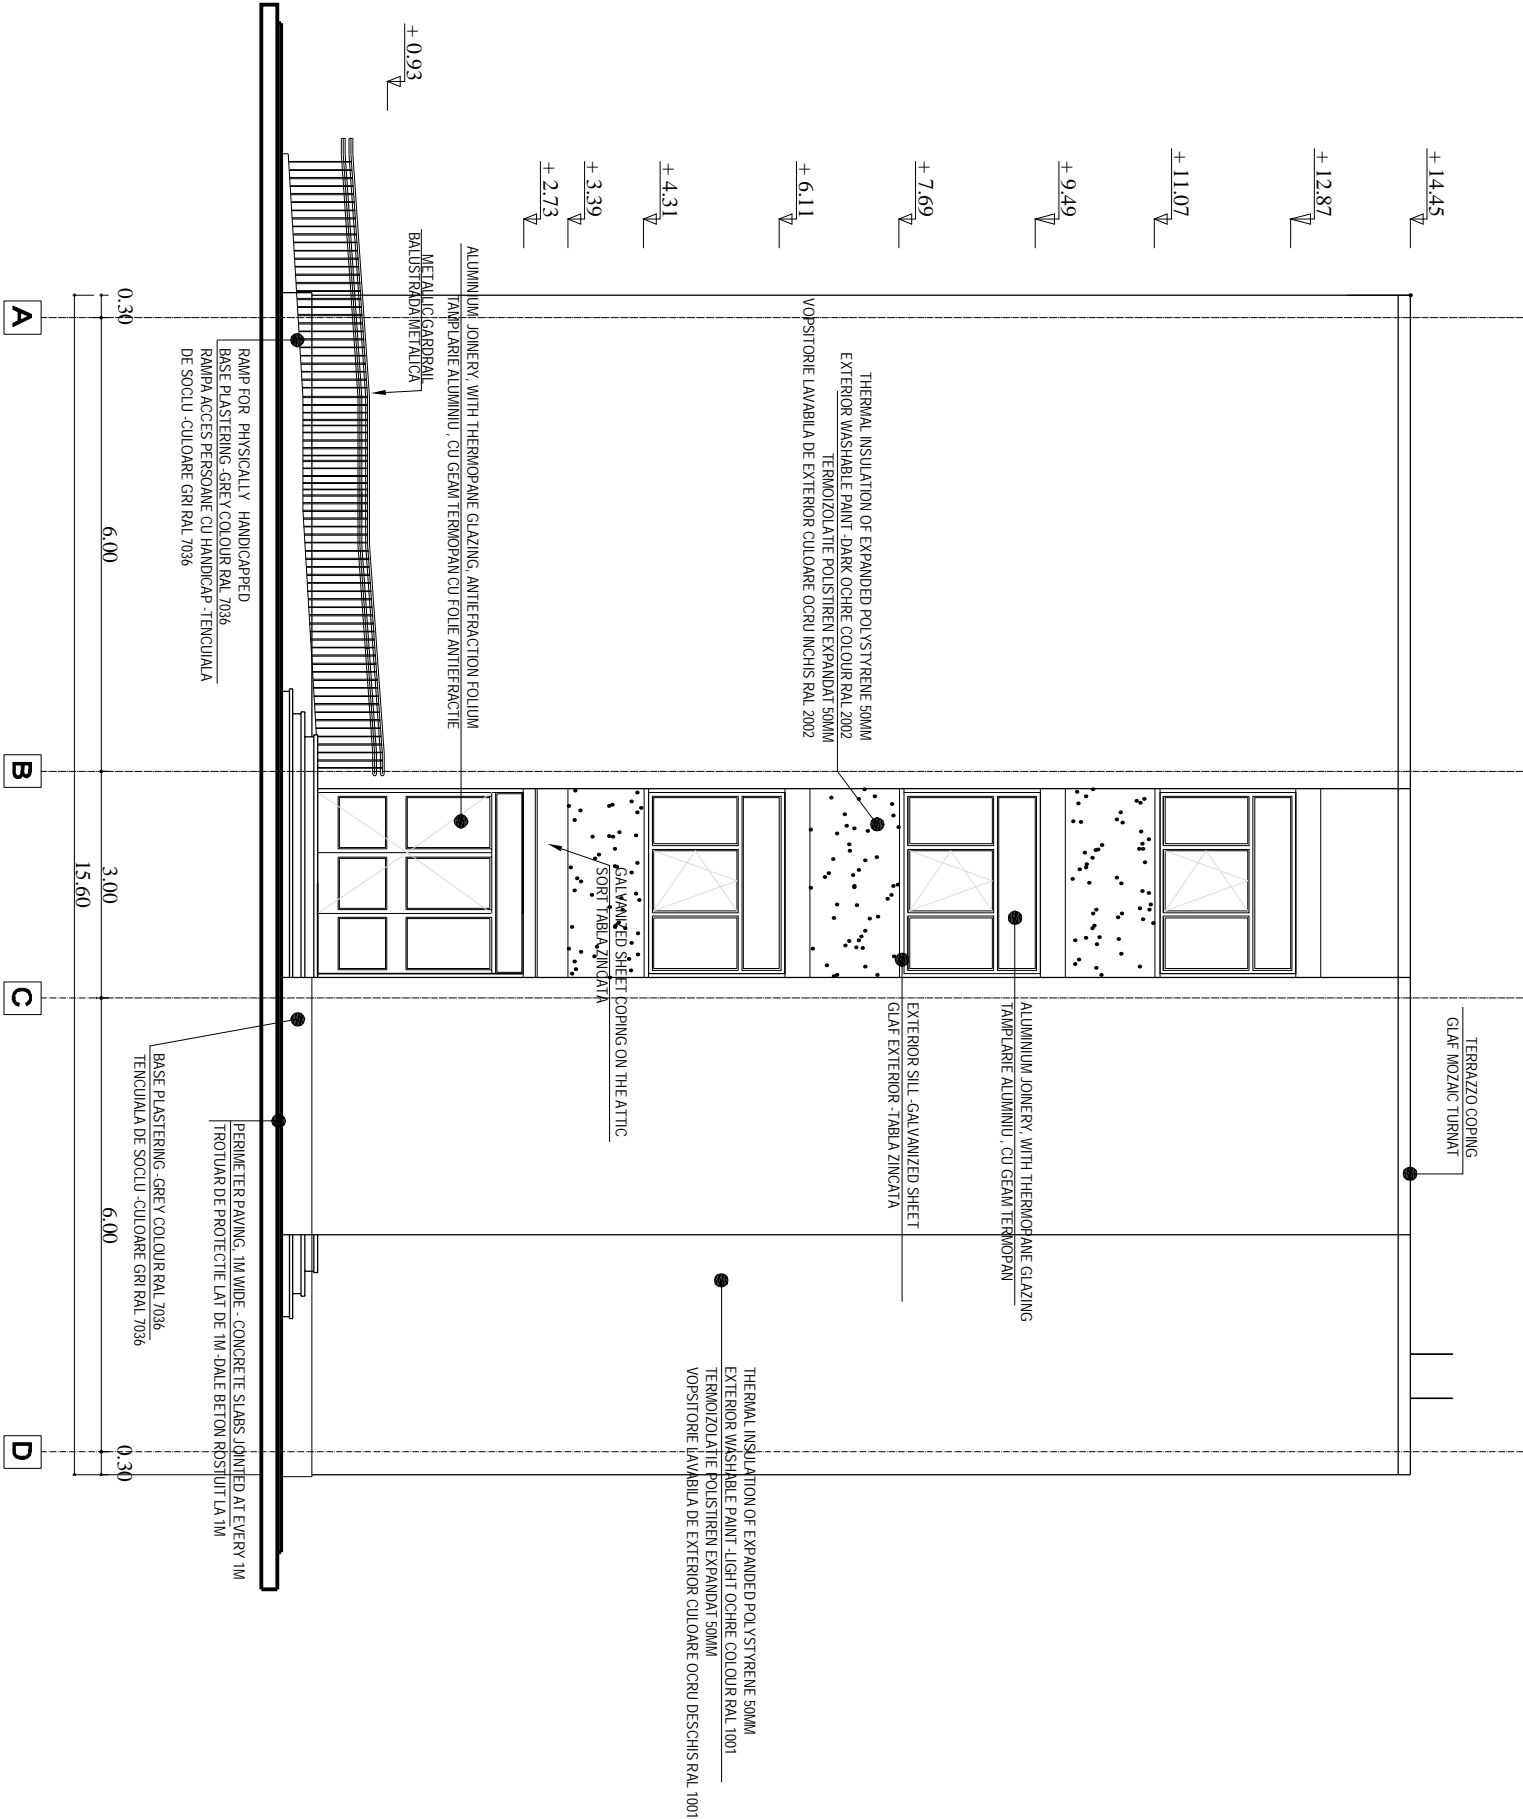 + 14.45
+ 12.87
+ 11.07
+ 9.49
+ 7.69
+ 6.11
+ 4.31
+ 3.39
+ 2.73
+ 0.93
TERRAZZO COPING
GLAF MOZAIC TURNAT
ALUMINIUM JOINERY, WITH THERMOPANE GLAZING
TAMPLARIE ALUMINIU , CU GEAM TERMOPAN
EXTERIOR SILL -GALVANIZED SHEET
GLAF EXTERIOR -TABLA ZINCATA
THERMAL INSULATION OF EXPANDED POLYSTYRENE 50MM
EXTERIOR WASHABLE PAINT -DARK OCHRE COLOUR RAL 2002
TERMOIZOLATIE POLISTIREN EXPANDAT 50MM
VOPSITORIE LAVABILA DE EXTERIOR CULOARE OCRU INCHIS RAL 2002
THERMAL INSULATION OF EXPANDED POLYSTYRENE 50MM
EXTERIOR WASHABLE PAINT -LIGHT OCHRE COLOUR RAL 1001
TERMOIZOLATIE POLISTIREN EXPANDAT 50MM
VOPSITORIE LAVABILA DE EXTERIOR CULOARE OCRU DESCHIS RAL 1001
GALVANIZED SHEET COPING ON THE ATTIC
SORT TABLA ZINCATA
ALUMINIUM JOINERY, WITH THERMOPANE GLAZING, ANTIEFRACTION FOLIUM
TAMPLARIE ALUMINIU , CU GEAM TERMOPAN CU FOLIE ANTIEFRACTIE
METALLIC GARDRAIL
BALUSTRADA METALICA
RAMP FOR PHYSICALLY HANDICAPPED
BASE PLASTERING -GREY COLOUR RAL 7036
RAMPA ACCES PERSOANE CU HANDICAP -TENCUIALA
DE SOCLU -CULOARE GRI RAL 7036
PERIMETER PAVING, 1M WIDE - CONCRETE SLABS JOINTED AT EVERY 1M
TROTUAR DE PROTECTIE LAT DE 1M -DALE BETON ROSTUIT LA 1M
BASE PLASTERING -GREY COLOUR RAL 7036
TENCUIALA DE SOCLU -CULOARE GRI RAL 7036
0.30
6.00
3.00
6.00
0.30
15.60
A
B
C
D